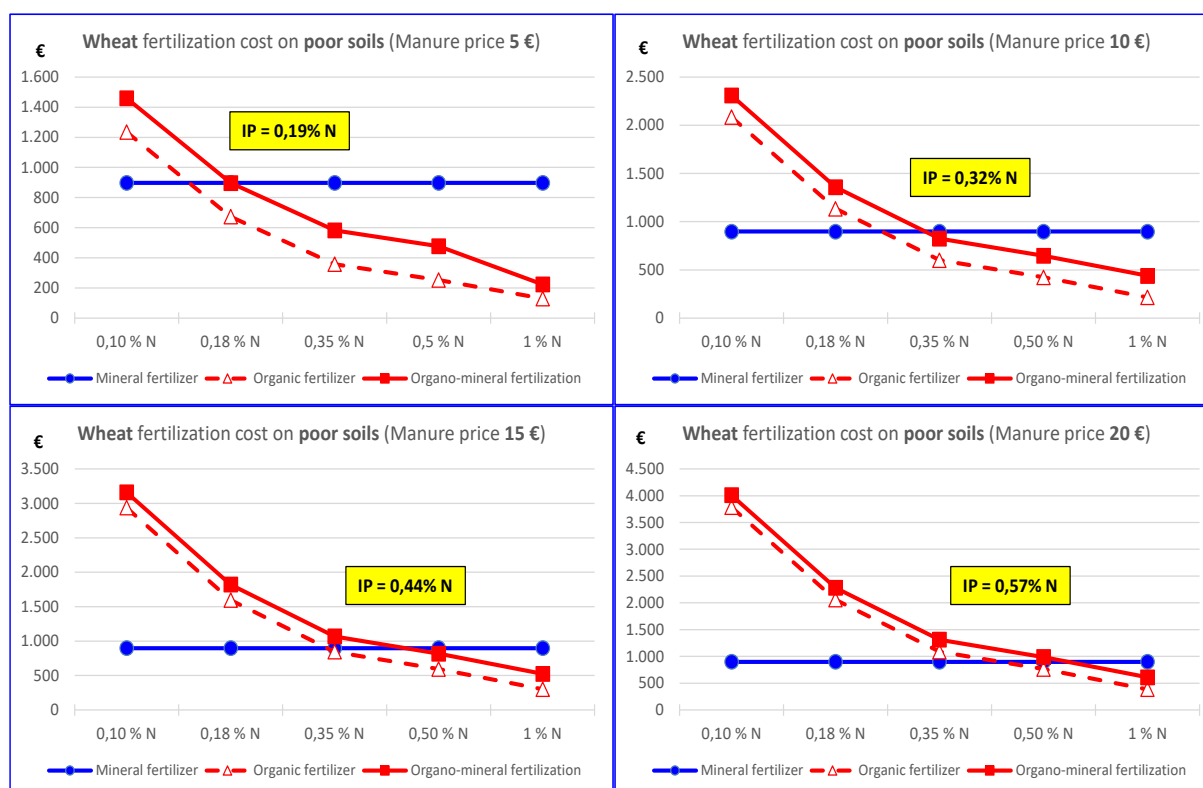 Wheat fertilization cost on poor soils (Manure price 5 €)
€
1.600
1.400
1.200
1.000
800
600
400
200
0
IP = 0,19% N
0,10 % N 0,18 % N 0,35 % N 0,5 % N 1 % N
Mineral fertilizer Organic fertilizer Organo-mineral fertilization
Wheat fertilization cost on poor soils (Manure price 10 €)
€
2.500
2.000
1.500
1.000
500
0
IP = 0,32% N
0,10 % N 0,18 % N 0,35 % N 0,50 % N 1 % N
Mineral fertilizer Organic fertilizer Organo-mineral fertilization
Wheat fertilization cost on poor soils (Manure price 15 €)
€
3.500
3.000
2.500
2.000
1.500
1.000
500
0
IP = 0,44% N
0,10 % N 0,18 % N 0,35 % N 0,50 % N 1 % N
Mineral fertilizer Organic fertilizer Organo-mineral fertilization
Wheat fertilization cost on poor soils (Manure price 20 €)
€
4.500
4.000
3.500
3.000
2.500
2.000
1.500
1.000
500
0
IP = 0,57% N
0,10 % N 0,18 % N 0,35 % N 0,50 % N 1 % N
Mineral fertilizer Organic fertilizer Organo-mineral fertilization